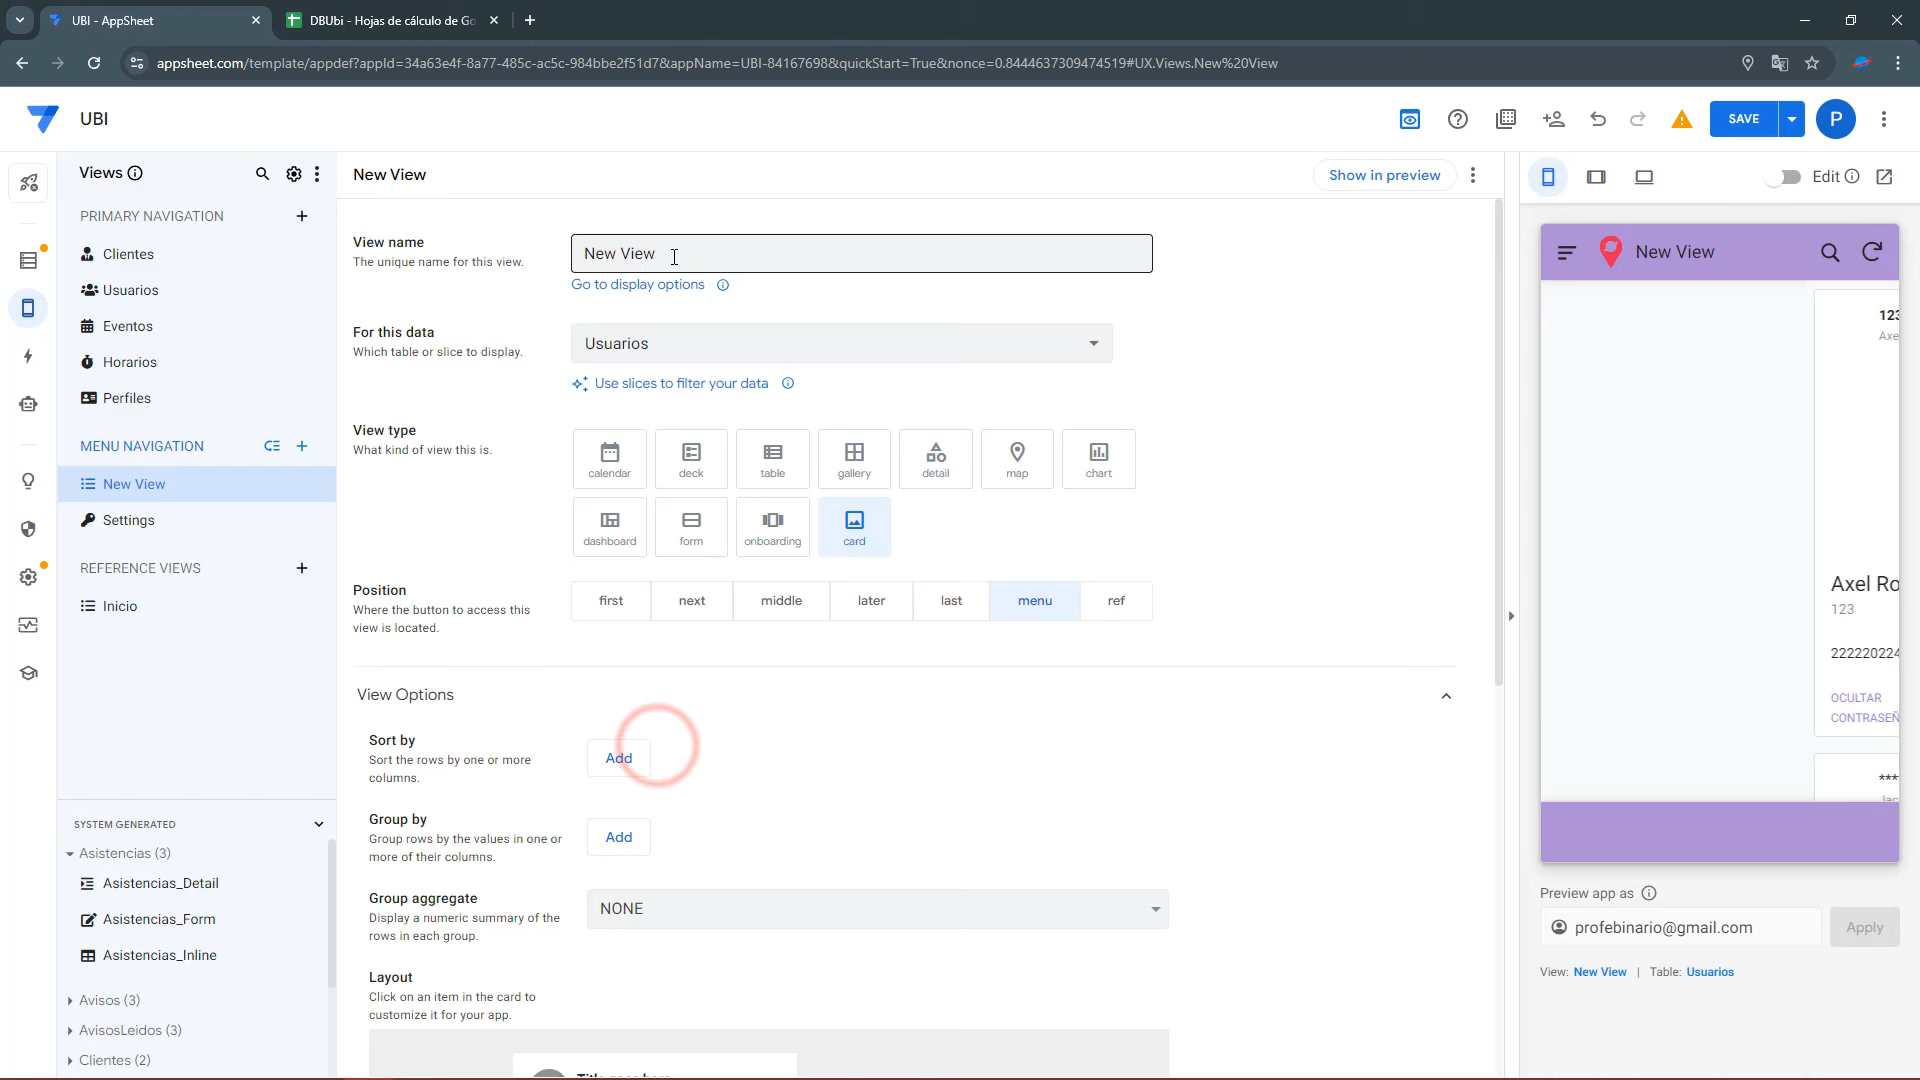 UBI - AppSheet
DBUbi - Hojas de cálculo de Go
appsheet.com/template/appdef?appId=34a63e4f-8a77-485c-ac5c-984bbe2f51d7&appName=UBI-84167698&quickStart=True&nonce=0.8444637309474519#UX.Views.New%20View
UBI
SAVE
P
Views
PRIMARY NAVIGATION
Clientes
Usuarios
Eventos
Horarios
Perfiles
MENU NAVIGATION
New View
Settings
REFERENCE VIEWS
Inicio
SYSTEM GENERATED
Asistencias (3)
Asistencias_Detail
Asistencias_Form
Asistencias_Inline
Avisos (3)
AvisosLeidos (3)
Clientes (2)
New View
Show in preview
View name
The unique name for this view.
New View
Go to display options
For this data
Which table or slice to display.
Usuarios
Use slices to filter your data
View type
What kind of view this is.
calendar
deck
table
gallery
detail
map
chart
dashboard
form
onboarding
card
Position
Where the button to access this
view is located.
first
next
middle
later
last
menu
ref
View Options
Sort by
Sort the rows by one or more
columns.
Add
Group by
Group rows by the values in one or
more of their columns.
Add
Group aggregate
Display a numeric summary of the
rows in each group.
NONE
Layout
Click on an item in the card to
customize it for your app.
Edit
New View
123
Axe
Axel Ro
123
222220224
OCULTAR
CONTRASEÑ
***
Preview app as
profebinario@gmail.com
Apply
View: New View | Table: Usuarios